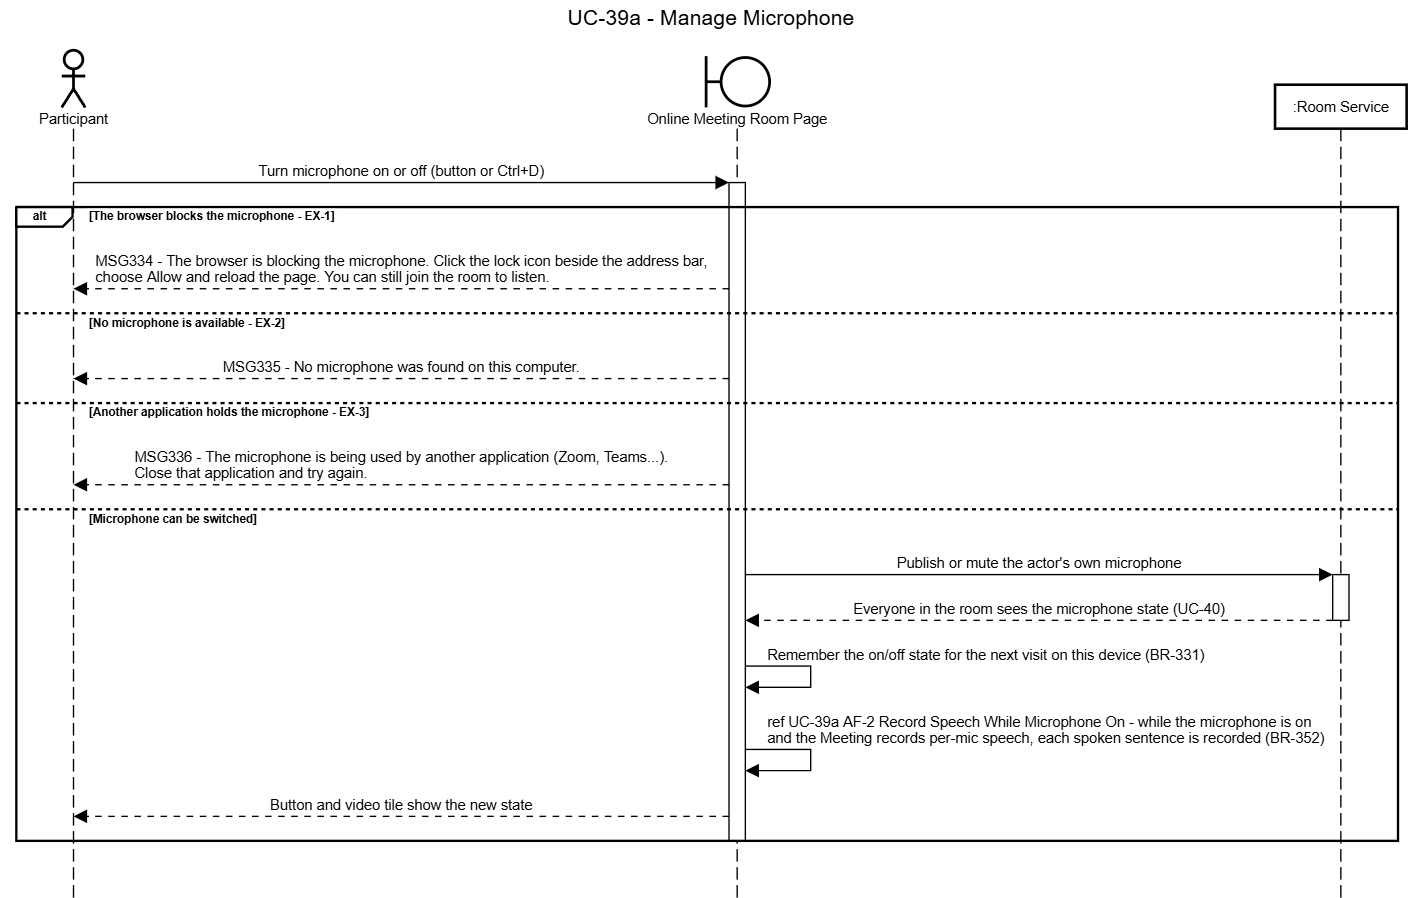 UC-39a - Manage Microphone
Participant
Online Meeting Room Page
:Room Service
Turn microphone on or off (button or Ctrl+D)
alt
[The browser blocks the microphone - EX-1]
MSG334 - The browser is blocking the microphone. Click the lock icon beside the address bar,
choose Allow and reload the page. You can still join the room to listen.
[No microphone is available - EX-2]
MSG335 - No microphone was found on this computer.
[Another application holds the microphone - EX-3]
MSG336 - The microphone is being used by another application (Zoom, Teams...).
Close that application and try again.
[Microphone can be switched]
Publish or mute the actor's own microphone
Everyone in the room sees the microphone state (UC-40)
Remember the on/off state for the next visit on this device (BR-331)
ref UC-39a AF-2 Record Speech While Microphone On - while the microphone is on
and the Meeting records per-mic speech, each spoken sentence is recorded (BR-352)
Button and video tile show the new state